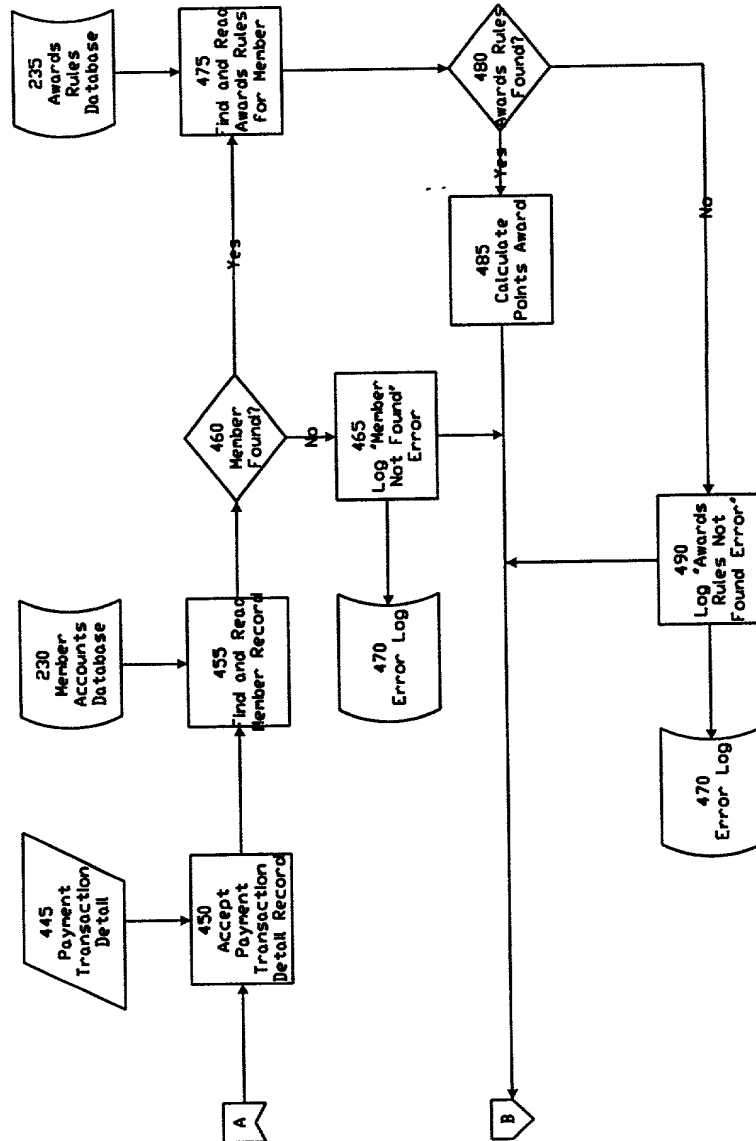 A
445
Payment
Transaction
Detail
450
Accept
Payment
Transaction
Detail Record
230
Member
Accounts
Database
455
Find and Read
Member Record
460
Member
Found?
Yes
No
465
Log "Member
Not Found"
Error
470
Error Log
235
Awards
Rules
Database
475
Find and Read
Awards Rules
for Member
480
Awards Rules
Found?
Yes
No
485
Calculate
Points Award
490
Log "Awards
Rules Not
Found Error"
470
Error Log
B